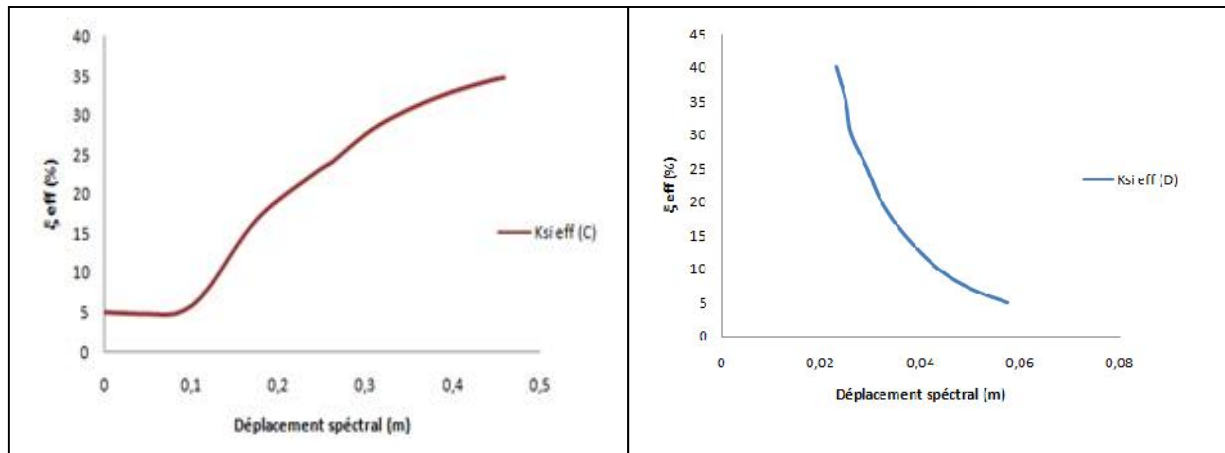 40
35
30
25
20
15
10
5
0
ξ eff (%)
0 0,1 0,2 0,3 0,4 0,5
Déplacement spéctral (m)
Ksi eff (C)
45
40
35
30
25
20
15
10
5
0
ξ eff (%)
0 0,02 0,04 0,06 0,08
Déplacement spéctral (m)
Ksi eff (D)